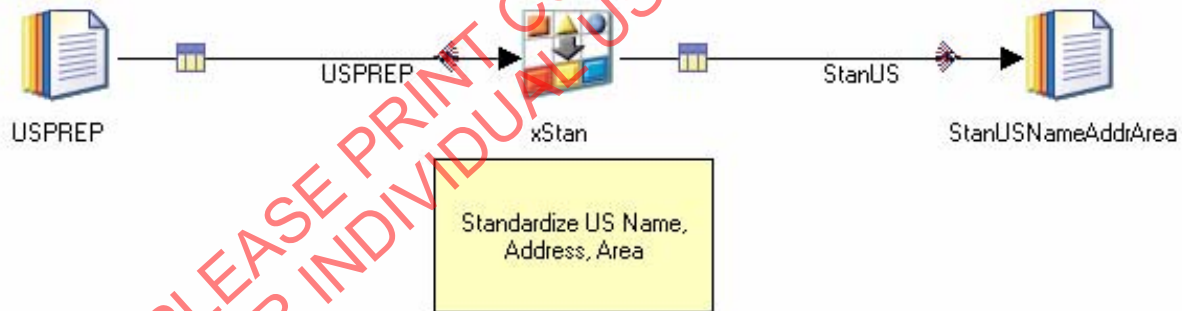 USPREP
StanUS
USPREP
xStan
StanUSNameAddrArea
Standardize US Name,
Address, Area
PLEASE PRINT
INDIVIDUAL